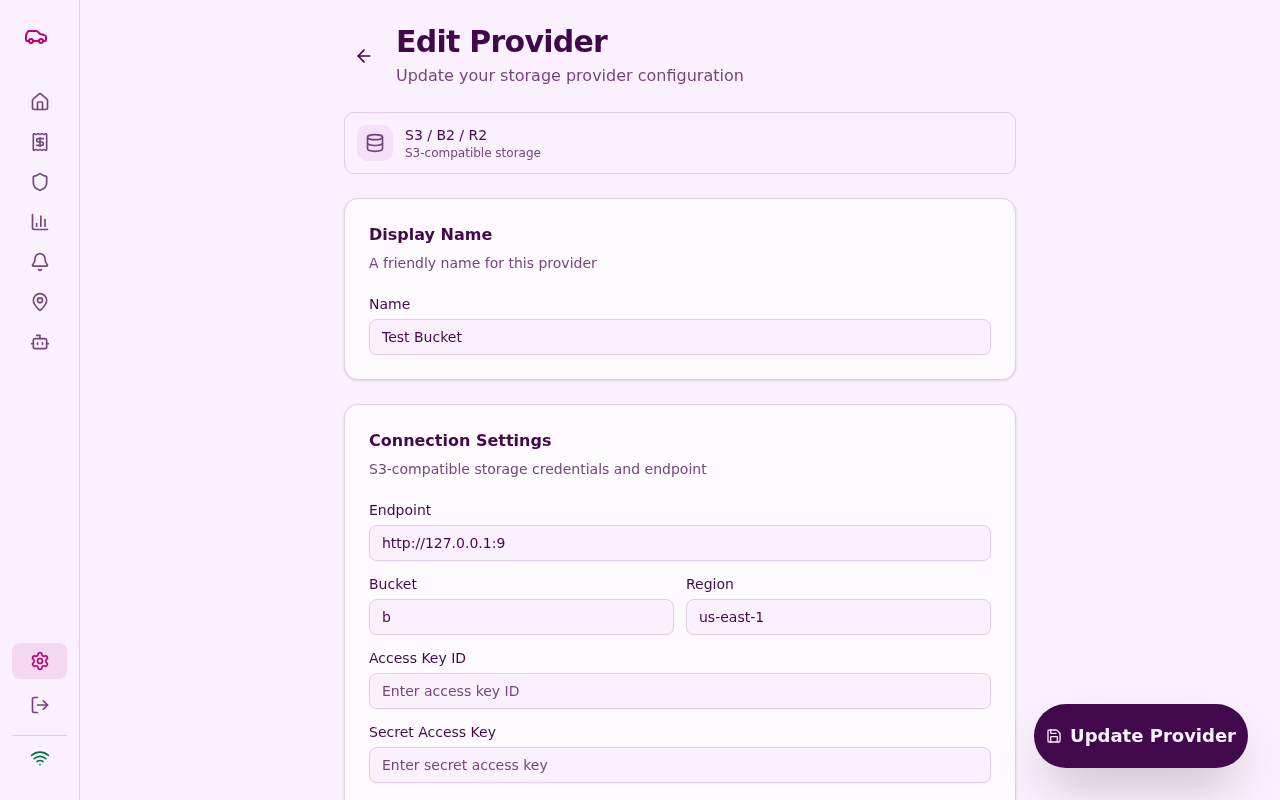 Edit Provider
Update your storage provider configuration
S3 / B2 / R2
S3-compatible storage
Display Name
A friendly name for this provider
Name
Test Bucket
Connection Settings
S3-compatible storage credentials and endpoint
Endpoint
http://127.0.0.1:9
Bucket
Region
b
us-east-1
Access Key ID
Enter access key ID
Secret Access Key
Enter secret access key
Update Provider